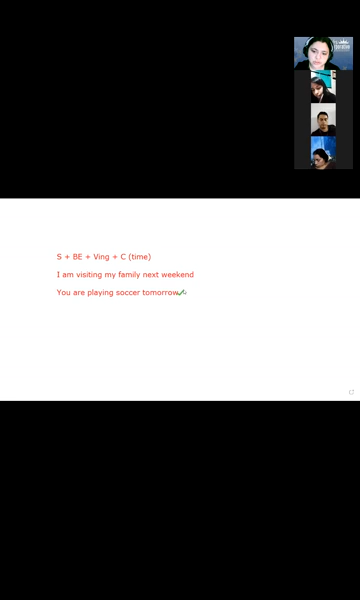 S + BE + Ving + C (time)
I am visiting my family next weekend
You are playing soccer tomorrow